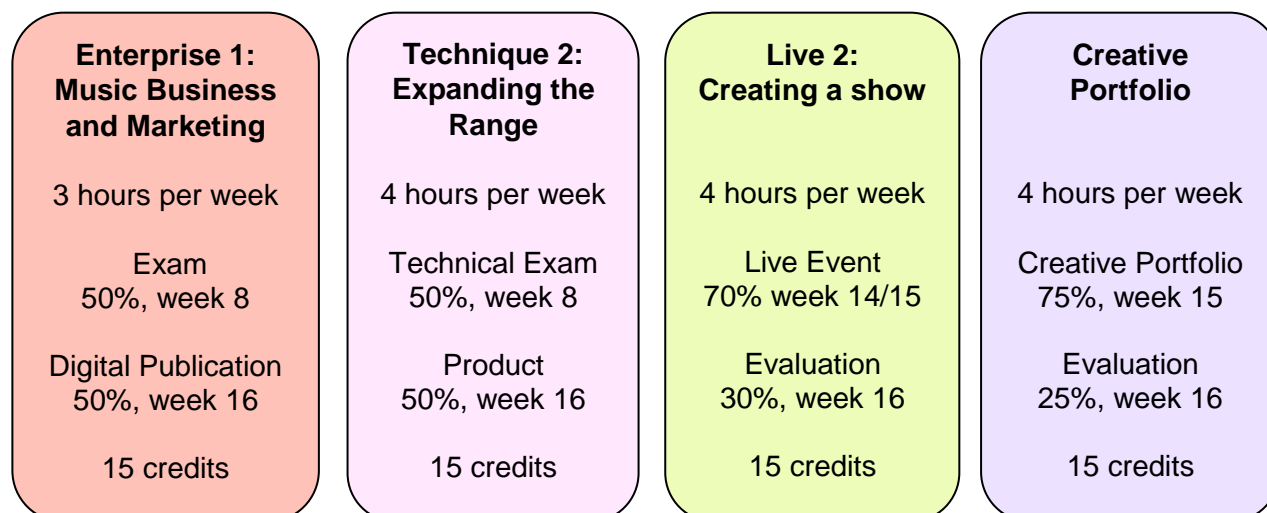 Enterprise 1:
Music Business
and Marketing
3 hours per week
Exam
50%, week 8
Digital Publication
50%, week 16
15 credits
Technique 2:
Expanding the
Range
4 hours per week
Technical Exam
50%, week 8
Product
50%, week 16
15 credits
Live 2:
Creating a show
4 hours per week
Live Event
70% week 14/15
Evaluation
30%, week 16
15 credits
Creative
Portfolio
4 hours per week
Creative Portfolio
75%, week 15
Evaluation
25%, week 16
15 credits